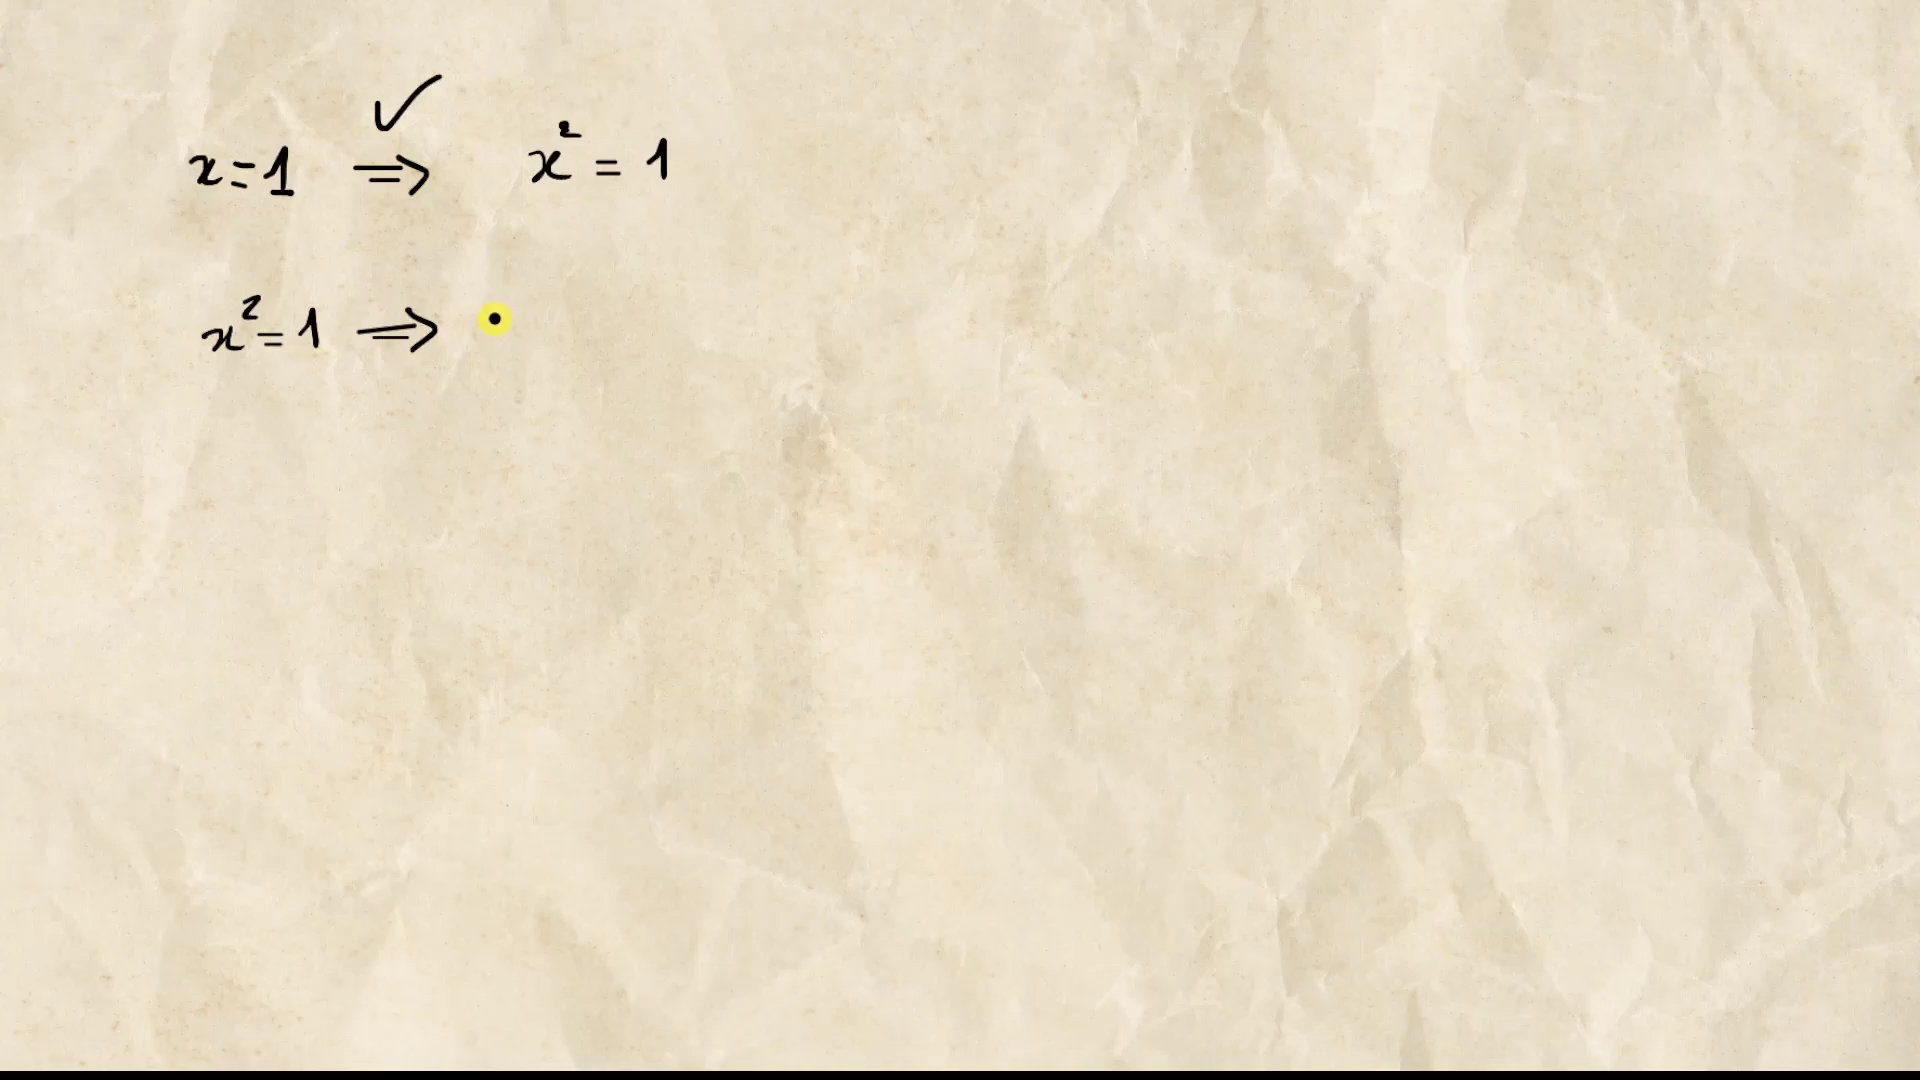 ✓
x=1 ⇒ x² = 1
x²=1 ⇒